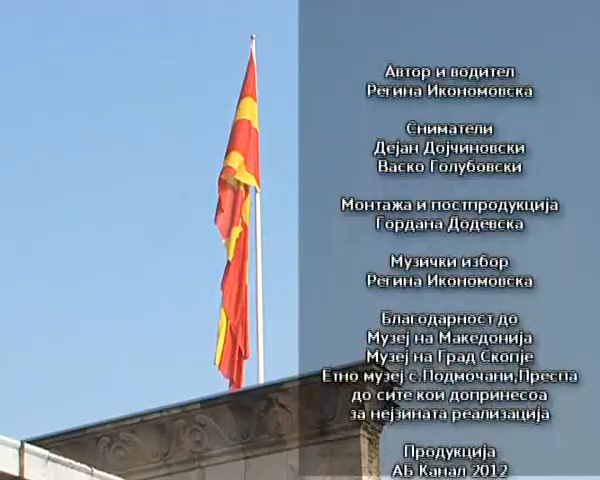 Автор и водител
Регина Икономовска
Сниматели
Дејан Дојчиновски
Васко Голубовски
Монтажа и постпродукција
Гордана Додевска
Музички избор
Регина Икономовска
Благодарност до
Музеј на Македонија
Музеј на Град Скопје
Етно музеј с.Подмочани,Преспа
до сите кои допринесоа
за нејзината реализација
Продукција
АБ Канал 2012